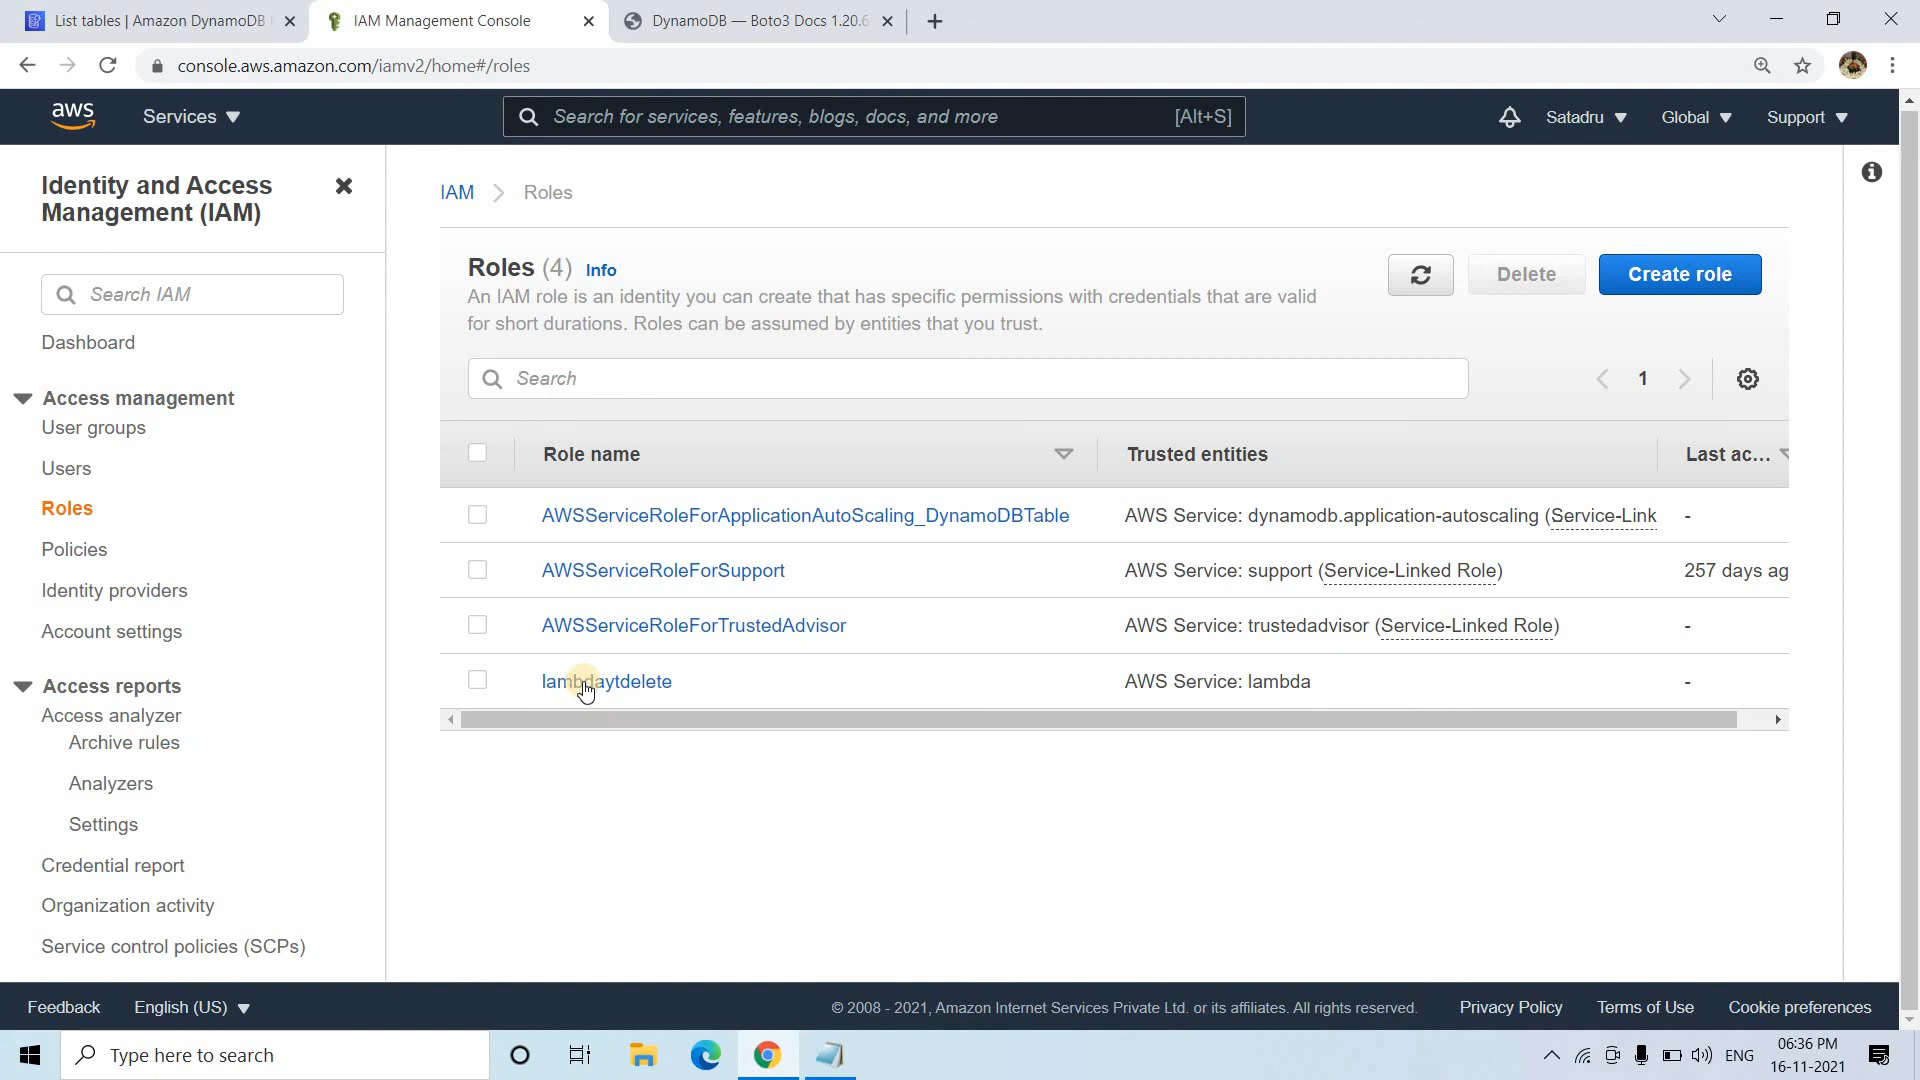 List tables | Amazon DynamoDB
IAM Management Console
DynamoDB — Boto3 Docs 1.20.6
console.aws.amazon.com/iamv2/home#/roles
aws
Services
Search for services, features, blogs, docs, and more
[Alt+S]
Satadru
Global
Support
Identity and Access
Management (IAM)
Search IAM
Dashboard
Access management
User groups
Users
Roles
Policies
Identity providers
Account settings
Access reports
Access analyzer
Archive rules
Analyzers
Settings
Credential report
Organization activity
Service control policies (SCPs)
IAM > Roles
Roles (4) Info
An IAM role is an identity you can create that has specific permissions with credentials that are valid
for short durations. Roles can be assumed by entities that you trust.
Delete
Create role
Search
1
Role name Trusted entities Last ac...
AWSServiceRoleForApplicationAutoScaling_DynamoDBTable AWS Service: dynamodb.application-autoscaling (Service-Link -
AWSServiceRoleForSupport AWS Service: support (Service-Linked Role) 257 days ag
AWSServiceRoleForTrustedAdvisor AWS Service: trustedadvisor (Service-Linked Role) -
lambdaytdelete AWS Service: lambda -
Feedback English (US) © 2008 - 2021, Amazon Internet Services Private Ltd. or its affiliates. All rights reserved. Privacy Policy Terms of Use Cookie preferences
Type here to search
ENG
06:36 PM
16-11-2021